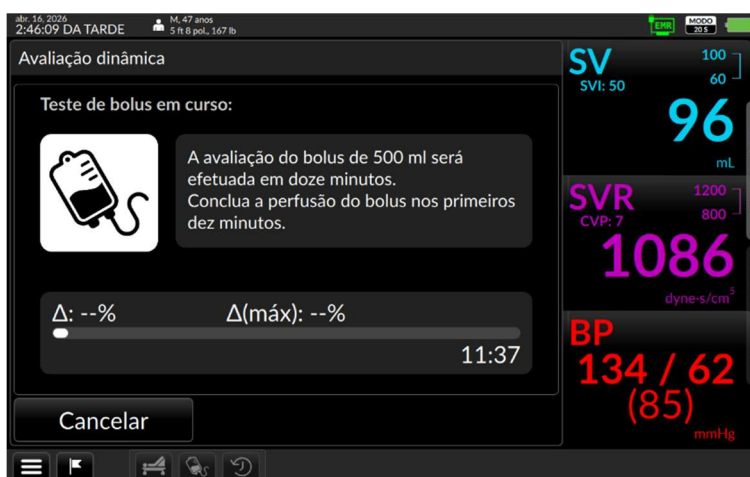 abr. 16, 2026
2:46:09 DA TARDE
M, 47 anos
5 ft 8 pol., 167 lb
EMR
MODO
20 S
Avaliação dinâmica
Teste de bolus em curso:
A avaliação do bolus de 500 ml será
efetuada em doze minutos.
Conclua a perfusão do bolus nos primeiros
dez minutos.
Δ: --%
Δ(máx): --%
11:37
Cancelar
SV
SVI: 50
100
60
96
mL
SVR
CVP: 7
1200
800
1086
dyne-s/cm⁵
BP
134 / 62
(85)
mmHg